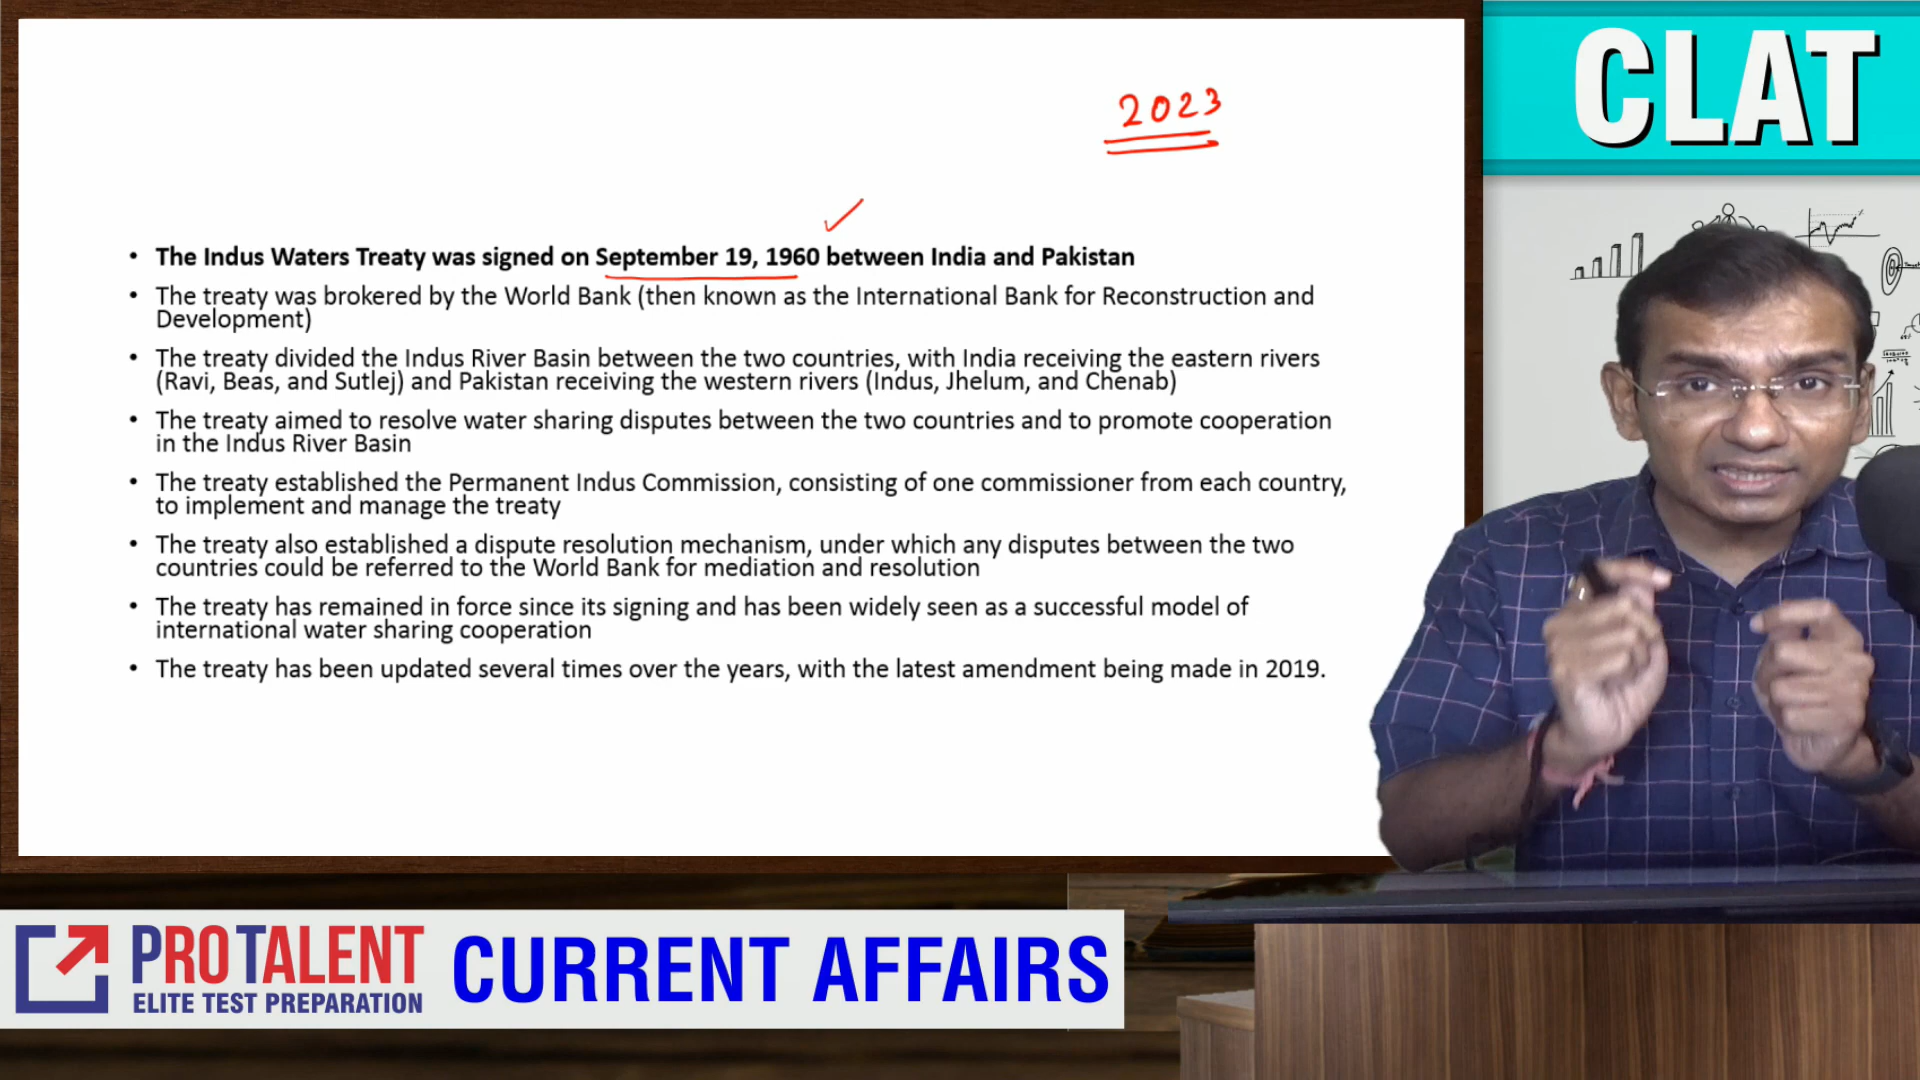 CLAT
2023
• The Indus Waters Treaty was signed on September 19, 1960 between India and Pakistan
• The treaty was brokered by the World Bank (then known as the International Bank for Reconstruction and
Development)
• The treaty divided the Indus River Basin between the two countries, with India receiving the eastern rivers
(Ravi, Beas, and Sutlej) and Pakistan receiving the western rivers (Indus, Jhelum, and Chenab)
• The treaty aimed to resolve water sharing disputes between the two countries and to promote cooperation
in the Indus River Basin
• The treaty established the Permanent Indus Commission, consisting of one commissioner from each country,
to implement and manage the treaty
• The treaty also established a dispute resolution mechanism, under which any disputes between the two
countries could be referred to the World Bank for mediation and resolution
• The treaty has remained in force since its signing and has been widely seen as a successful model of
international water sharing cooperation
• The treaty has been updated several times over the years, with the latest amendment being made in 2019.
PROTALENT
ELITE TEST PREPARATION
CURRENT AFFAIRS